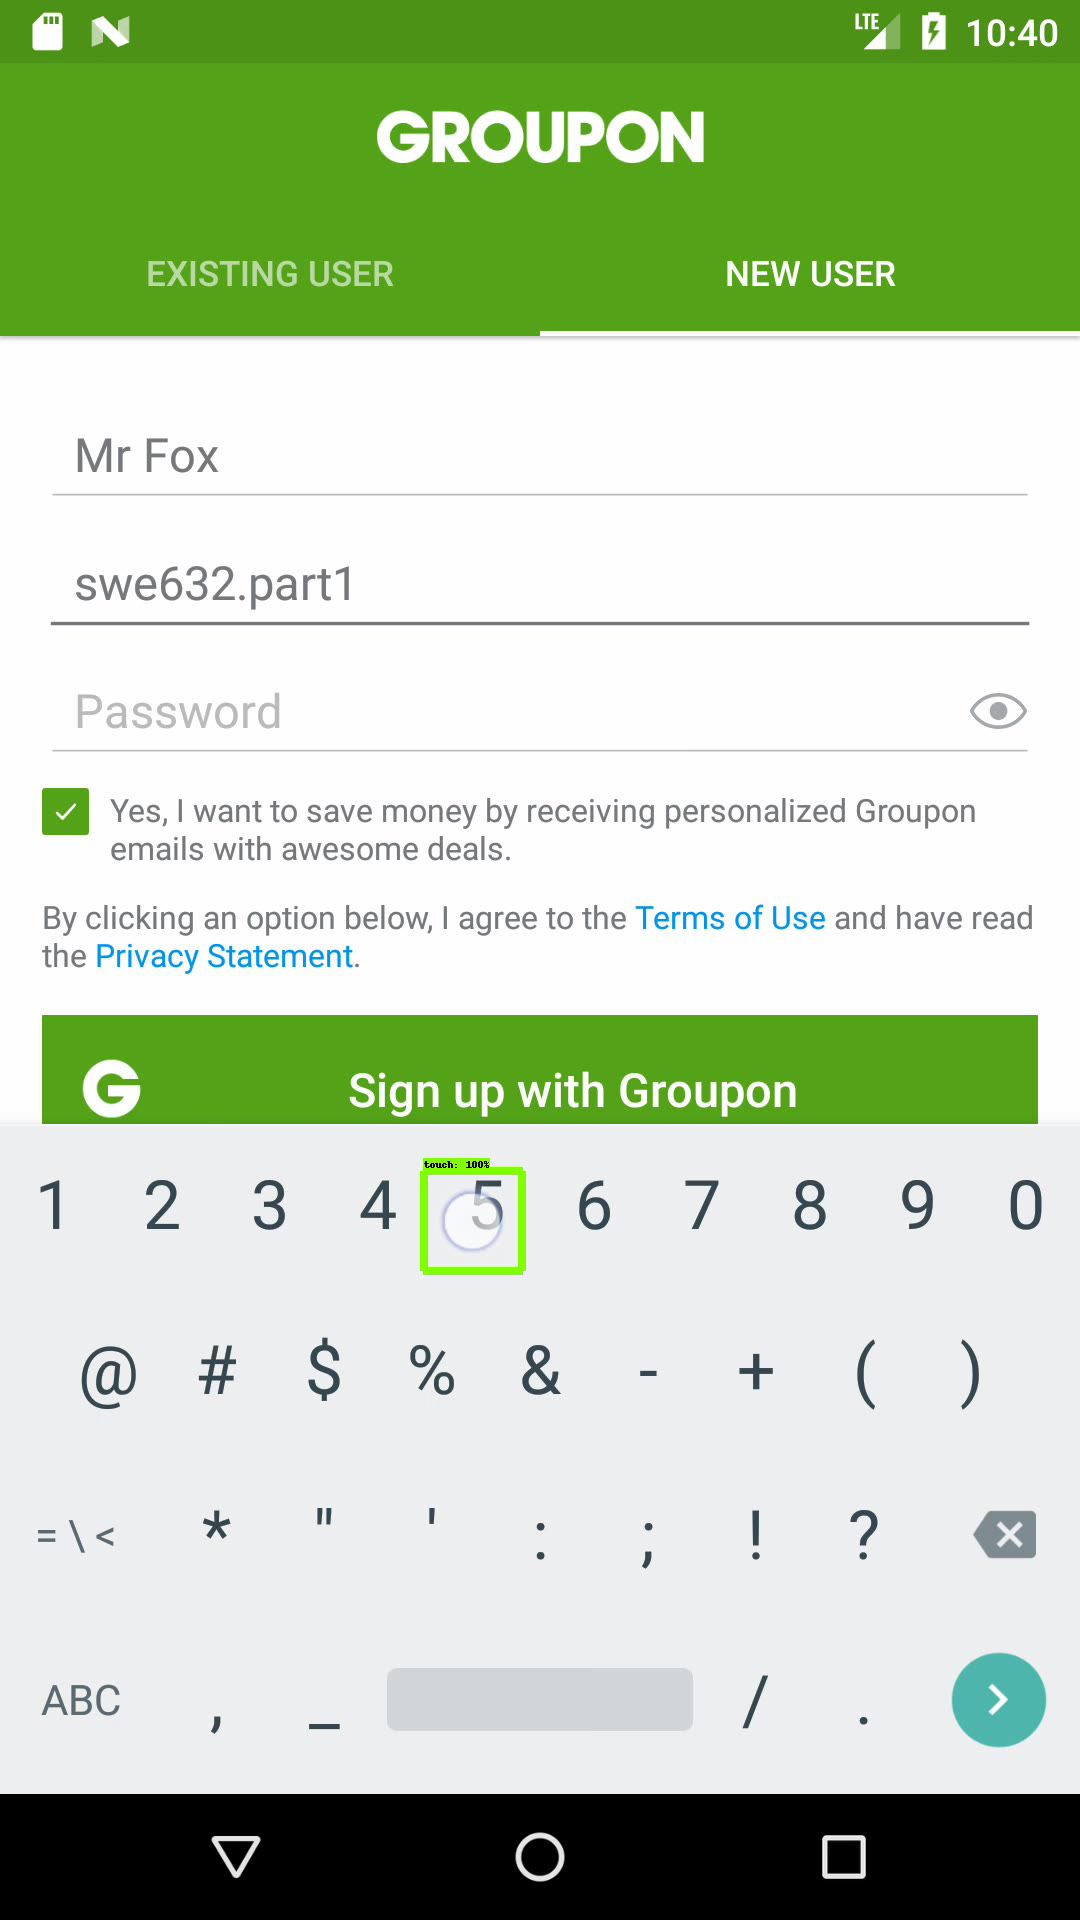 LTE 10:40
GROUPON
EXISTING USER NEW USER
Mr Fox
swe632.part1
Password
Yes, I want to save money by receiving personalized Groupon
emails with awesome deals.
By clicking an option below, I agree to the Terms of Use and have read
the Privacy Statement.
G Sign up with Groupon
touch: 100%
1 2 3 4 5 6 7 8 9 0
@ # $ % & - + ( )
= \ < * " ' : ; ! ?
ABC , _ / .